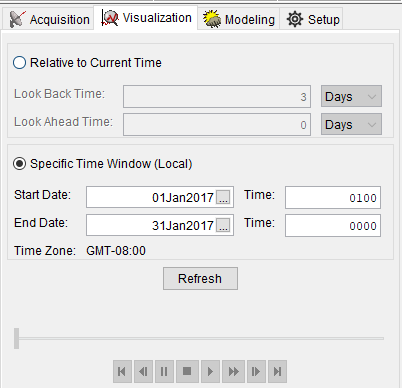 Acquisition Visualization Modeling Setup
Relative to Current Time
Look Back Time: 3 Days
Look Ahead Time: 0 Days
Specific Time Window (Local)
Start Date: 01Jan2017 ... Time: 0100
End Date: 31Jan2017 ... Time: 0000
Time Zone: GMT-08:00
Refresh